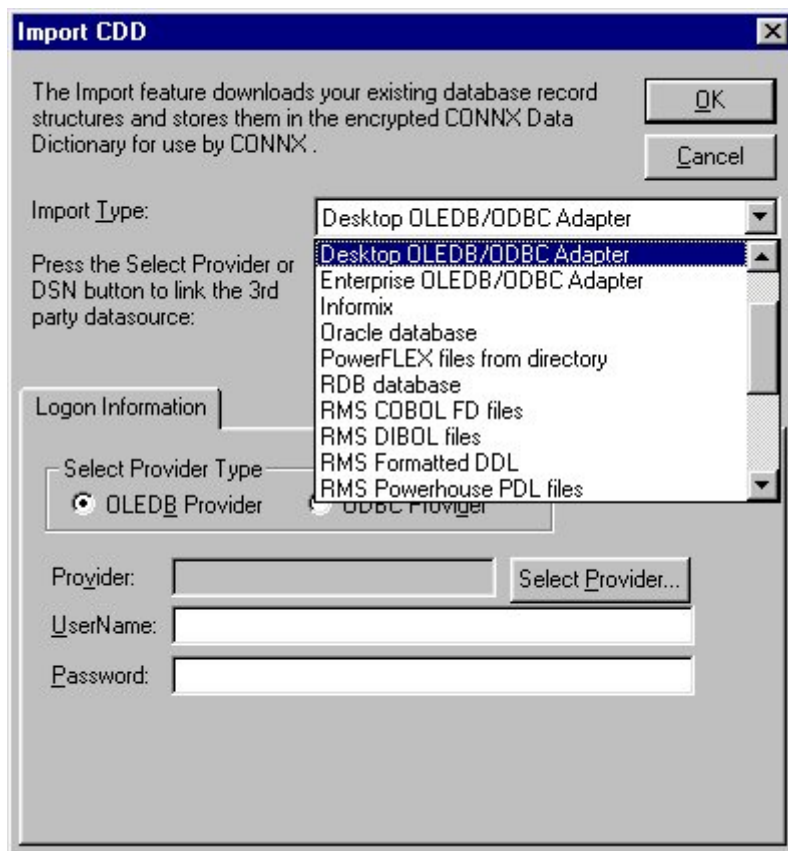 Import CDD
The Import feature downloads your existing database record
structures and stores them in the encrypted CONNX Data
Dictionary for use by CONNX .
OK
Cancel
Import Type:
Desktop OLEDB/ODBC Adapter
Desktop OLEDB/ODBC Adapter
Enterprise OLEDB/ODBC Adapter
Informix
Oracle database
PowerFLEX files from directory
RDB database
RMS COBOL FD files
RMS DIBOL files
RMS Formatted DDL
RMS Powerhouse PDL files
Press the Select Provider or
DSN button to link the 3rd
party datasource:
Logon Information
Select Provider Type
OLEDB Provider
ODBC Provider
Provider:
Select Provider...
UserName:
Password: